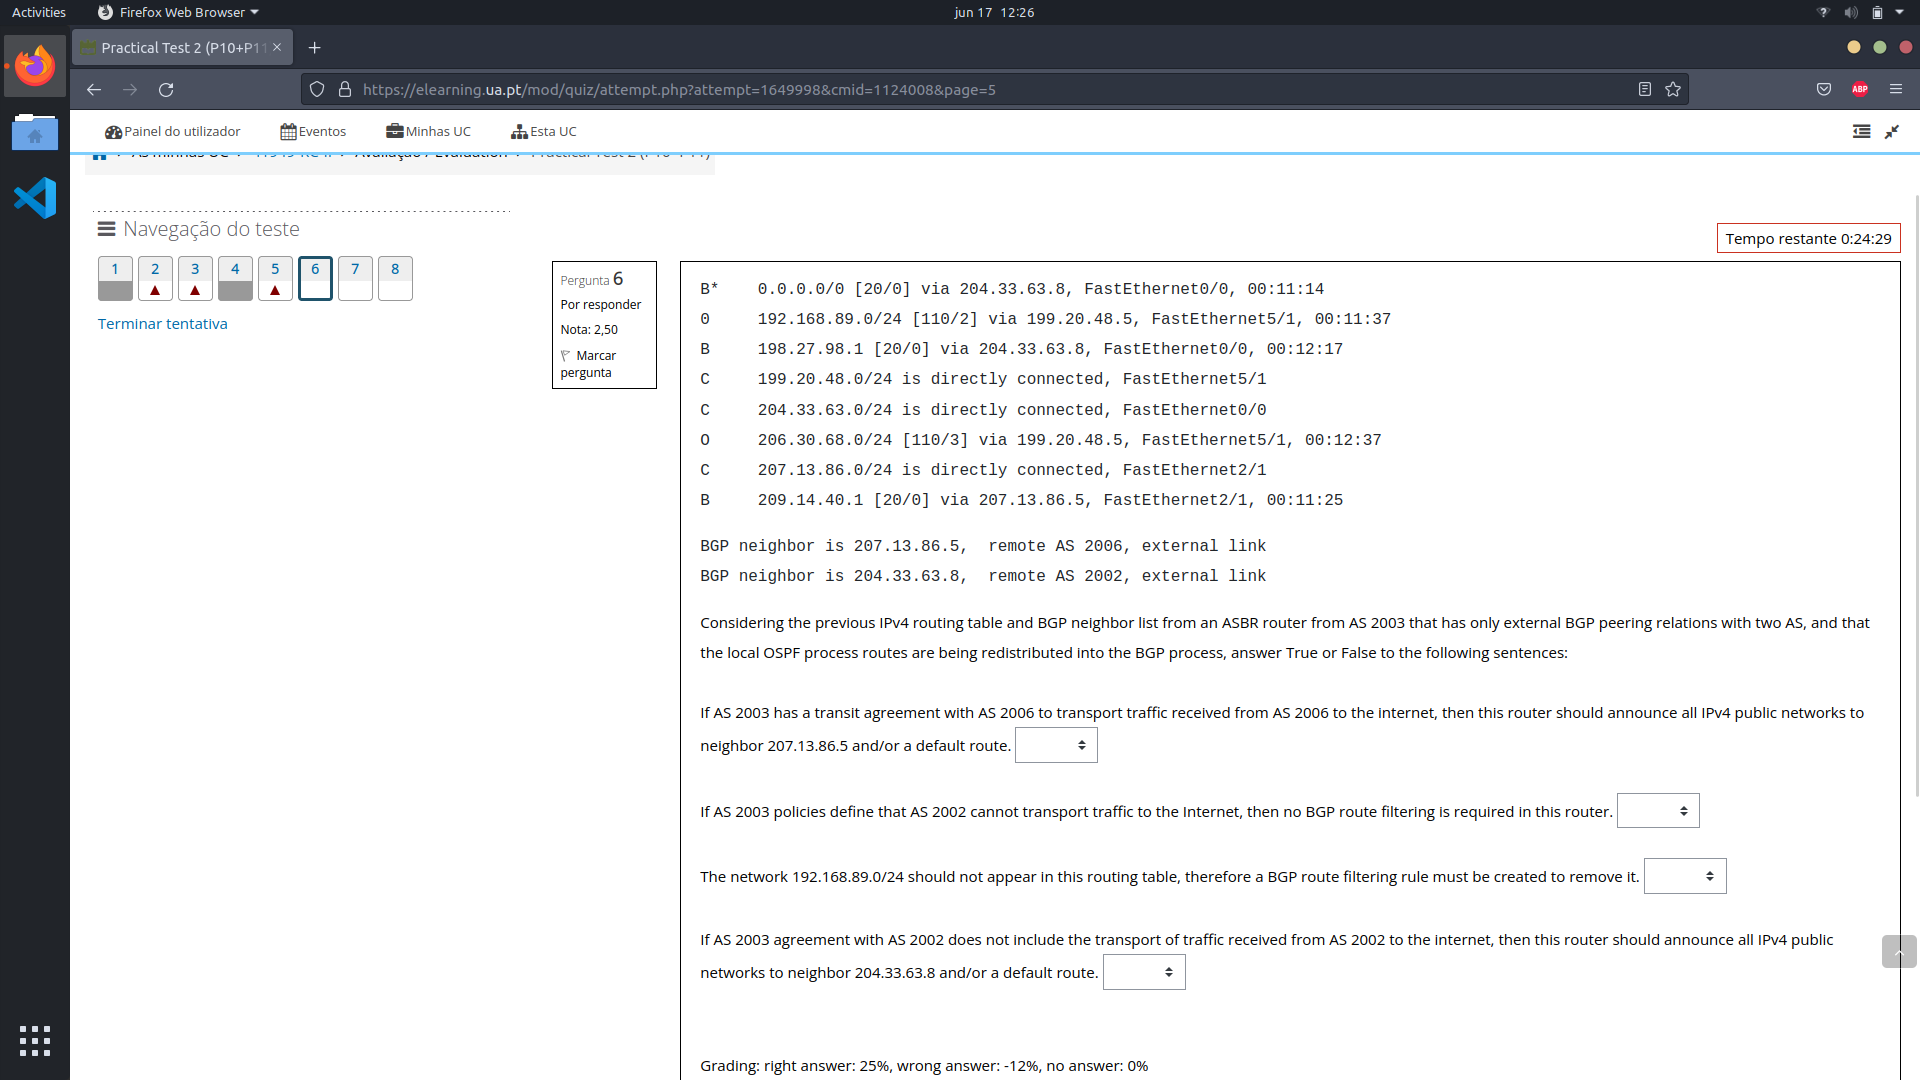 Activities
Firefox Web Browser
jun 17 12:26
Practical Test 2 (P10+P11
https://elearning.ua.pt/mod/quiz/attempt.php?attempt=1649998&cmid=1124008&page=5
ABP
Painel do utilizador
Eventos
Minhas UC
Esta UC
Navegação do teste
Tempo restante 0:24:29
1 2 3 4 5 6 7 8
Terminar tentativa
Pergunta 6
Por responder
Nota: 2,50
Marcar
pergunta
B* 0.0.0.0/0 [20/0] via 204.33.63.8, FastEthernet0/0, 00:11:14
0 192.168.89.0/24 [110/2] via 199.20.48.5, FastEthernet5/1, 00:11:37
B 198.27.98.1 [20/0] via 204.33.63.8, FastEthernet0/0, 00:12:17
C 199.20.48.0/24 is directly connected, FastEthernet5/1
C 204.33.63.0/24 is directly connected, FastEthernet0/0
O 206.30.68.0/24 [110/3] via 199.20.48.5, FastEthernet5/1, 00:12:37
C 207.13.86.0/24 is directly connected, FastEthernet2/1
B 209.14.40.1 [20/0] via 207.13.86.5, FastEthernet2/1, 00:11:25
BGP neighbor is 207.13.86.5, remote AS 2006, external link
BGP neighbor is 204.33.63.8, remote AS 2002, external link
Considering the previous IPv4 routing table and BGP neighbor list from an ASBR router from AS 2003 that has only external BGP peering relations with two AS, and that
the local OSPF process routes are being redistributed into the BGP process, answer True or False to the following sentences:
If AS 2003 has a transit agreement with AS 2006 to transport traffic received from AS 2006 to the internet, then this router should announce all IPv4 public networks to
neighbor 207.13.86.5 and/or a default route.
If AS 2003 policies define that AS 2002 cannot transport traffic to the Internet, then no BGP route filtering is required in this router.
The network 192.168.89.0/24 should not appear in this routing table, therefore a BGP route filtering rule must be created to remove it.
If AS 2003 agreement with AS 2002 does not include the transport of traffic received from AS 2002 to the internet, then this router should announce all IPv4 public
networks to neighbor 204.33.63.8 and/or a default route.
Grading: right answer: 25%, wrong answer: -12%, no answer: 0%